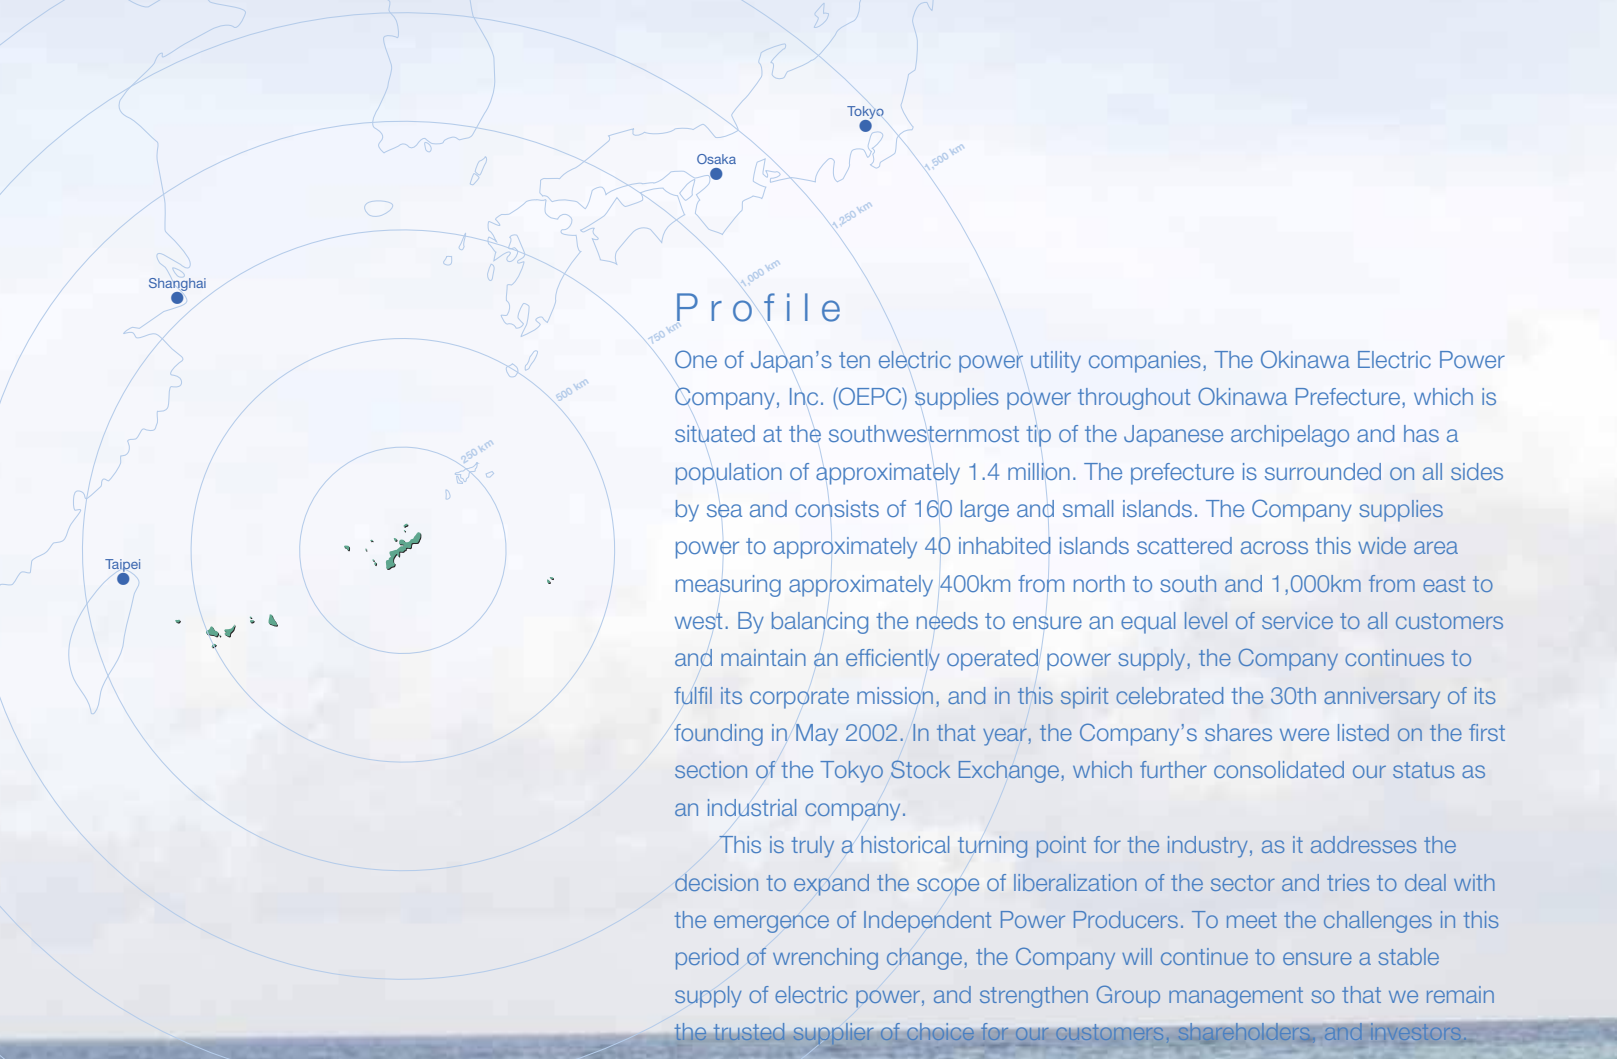 Tokyo
Osaka
1,500 km
1,250 km
1,000 km
Shanghai
750 km
500 km
250 km
Taipei
Profile
One of Japan’s ten electric power utility companies, The Okinawa Electric Power
Company, Inc. (OEPC) supplies power throughout Okinawa Prefecture, which is
situated at the southwesternmost tip of the Japanese archipelago and has a
population of approximately 1.4 million. The prefecture is surrounded on all sides
by sea and consists of 160 large and small islands. The Company supplies
power to approximately 40 inhabited islands scattered across this wide area
measuring approximately 400km from north to south and 1,000km from east to
west. By balancing the needs to ensure an equal level of service to all customers
and maintain an efficiently operated power supply, the Company continues to
fulfil its corporate mission, and in this spirit celebrated the 30th anniversary of its
founding in May 2002. In that year, the Company’s shares were listed on the first
section of the Tokyo Stock Exchange, which further consolidated our status as
an industrial company.
This is truly a historical turning point for the industry, as it addresses the
decision to expand the scope of liberalization of the sector and tries to deal with
the emergence of Independent Power Producers. To meet the challenges in this
period of wrenching change, the Company will continue to ensure a stable
supply of electric power, and strengthen Group management so that we remain
the trusted supplier of choice for our customers, shareholders, and investors.